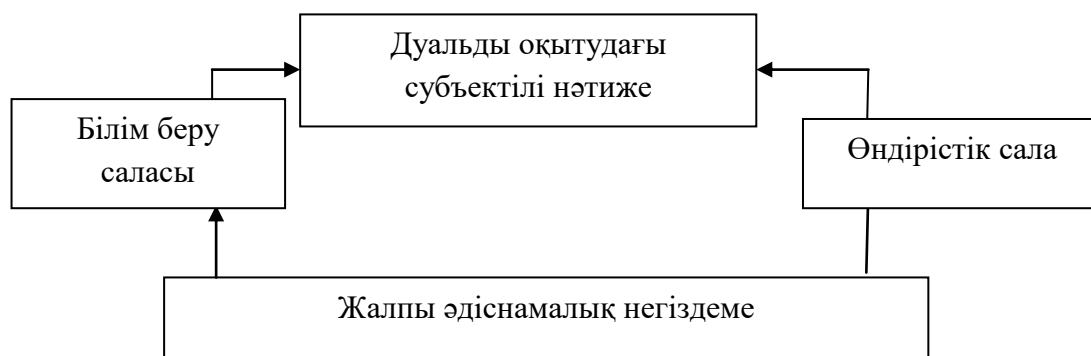 Дуальды оқытудағы
субъектілі нәтиже
Білім беру
саласы
Өндірістік сала
Жалпы әдіснамалық негіздеме